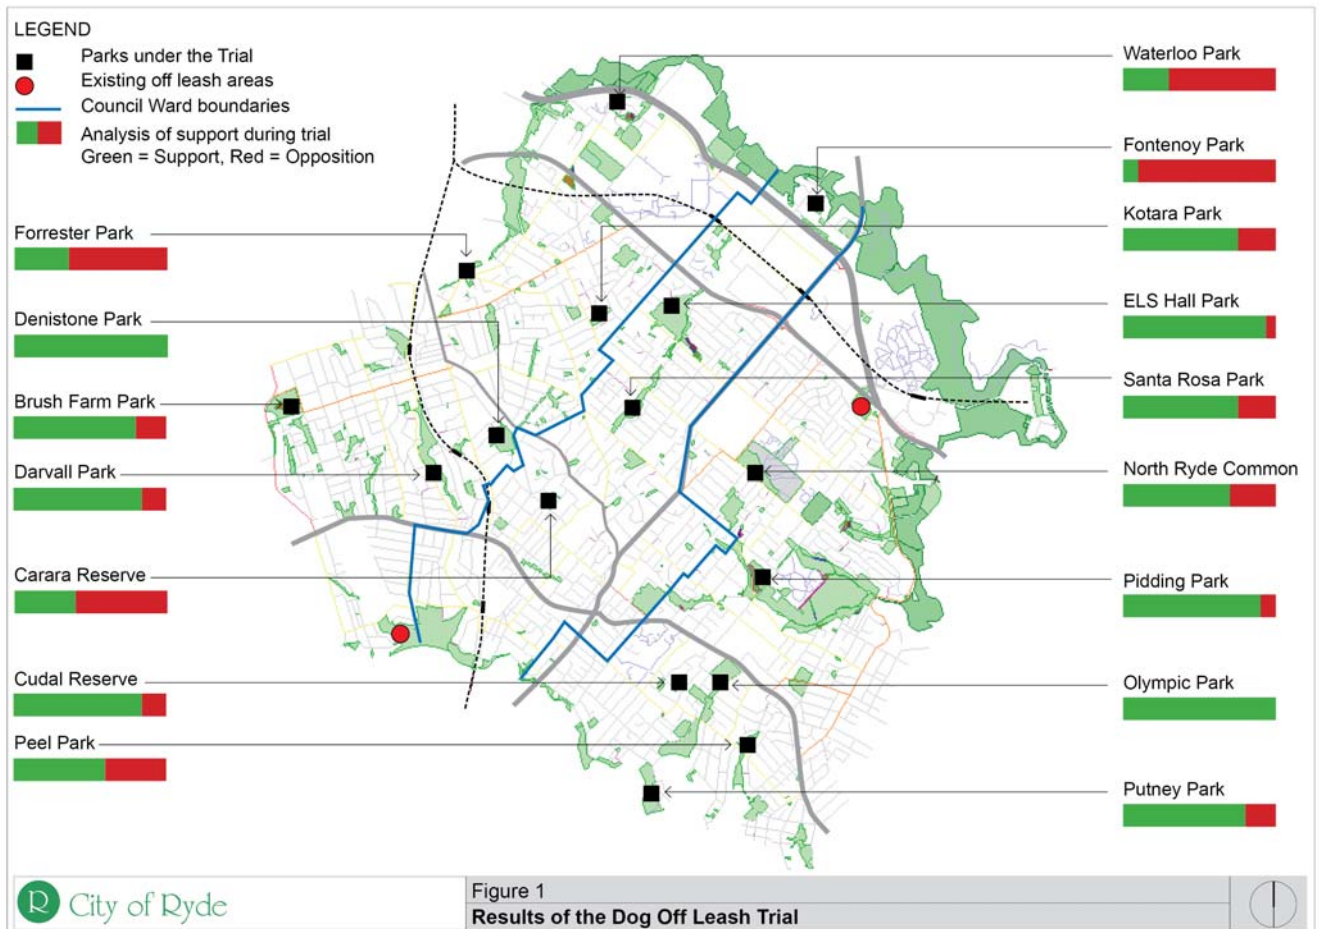 LEGEND
Parks under the Trial
Existing off leash areas
Council Ward boundaries
Analysis of support during trial
Green = Support, Red = Opposition
Forrester Park
Denistone Park
Brush Farm Park
Darvall Park
Carara Reserve
Cudal Reserve
Peel Park
Waterloo Park
Fontenoy Park
Kotara Park
ELS Hall Park
Santa Rosa Park
North Ryde Common
Pidding Park
Olympic Park
Putney Park
R City of Ryde
Figure 1
Results of the Dog Off Leash Trial